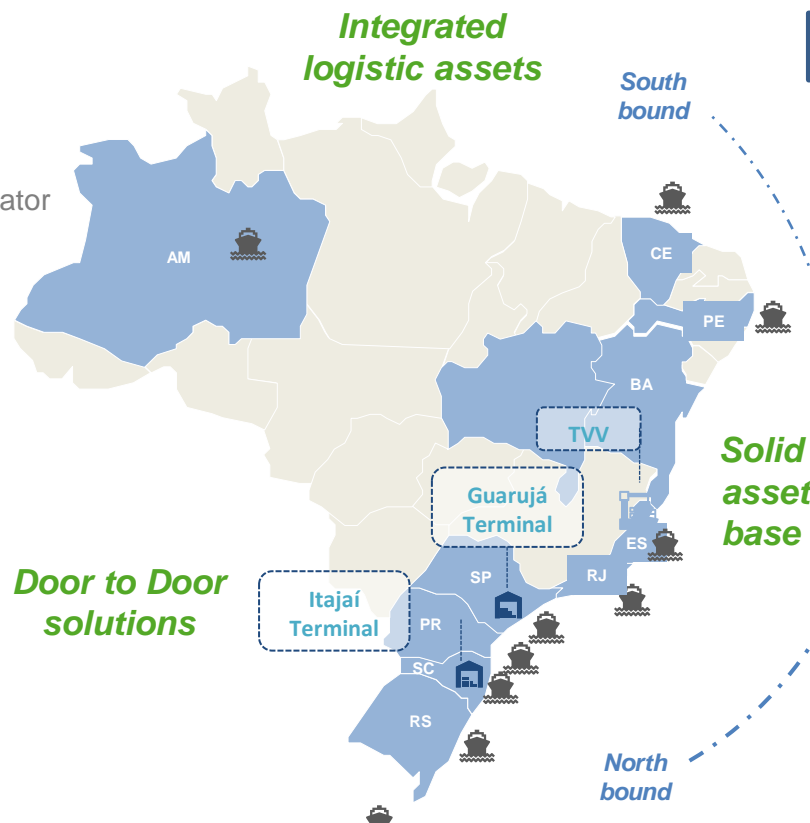 Integrated
logistic assets
South
bound
ator
AM
CE
PE
BA
TVV
Solid
asset
base
Guarujá
Terminal
ES
SP
RJ
Door to Door
solutions
Itajaí
Terminal
PR
SC
RS
North
bound